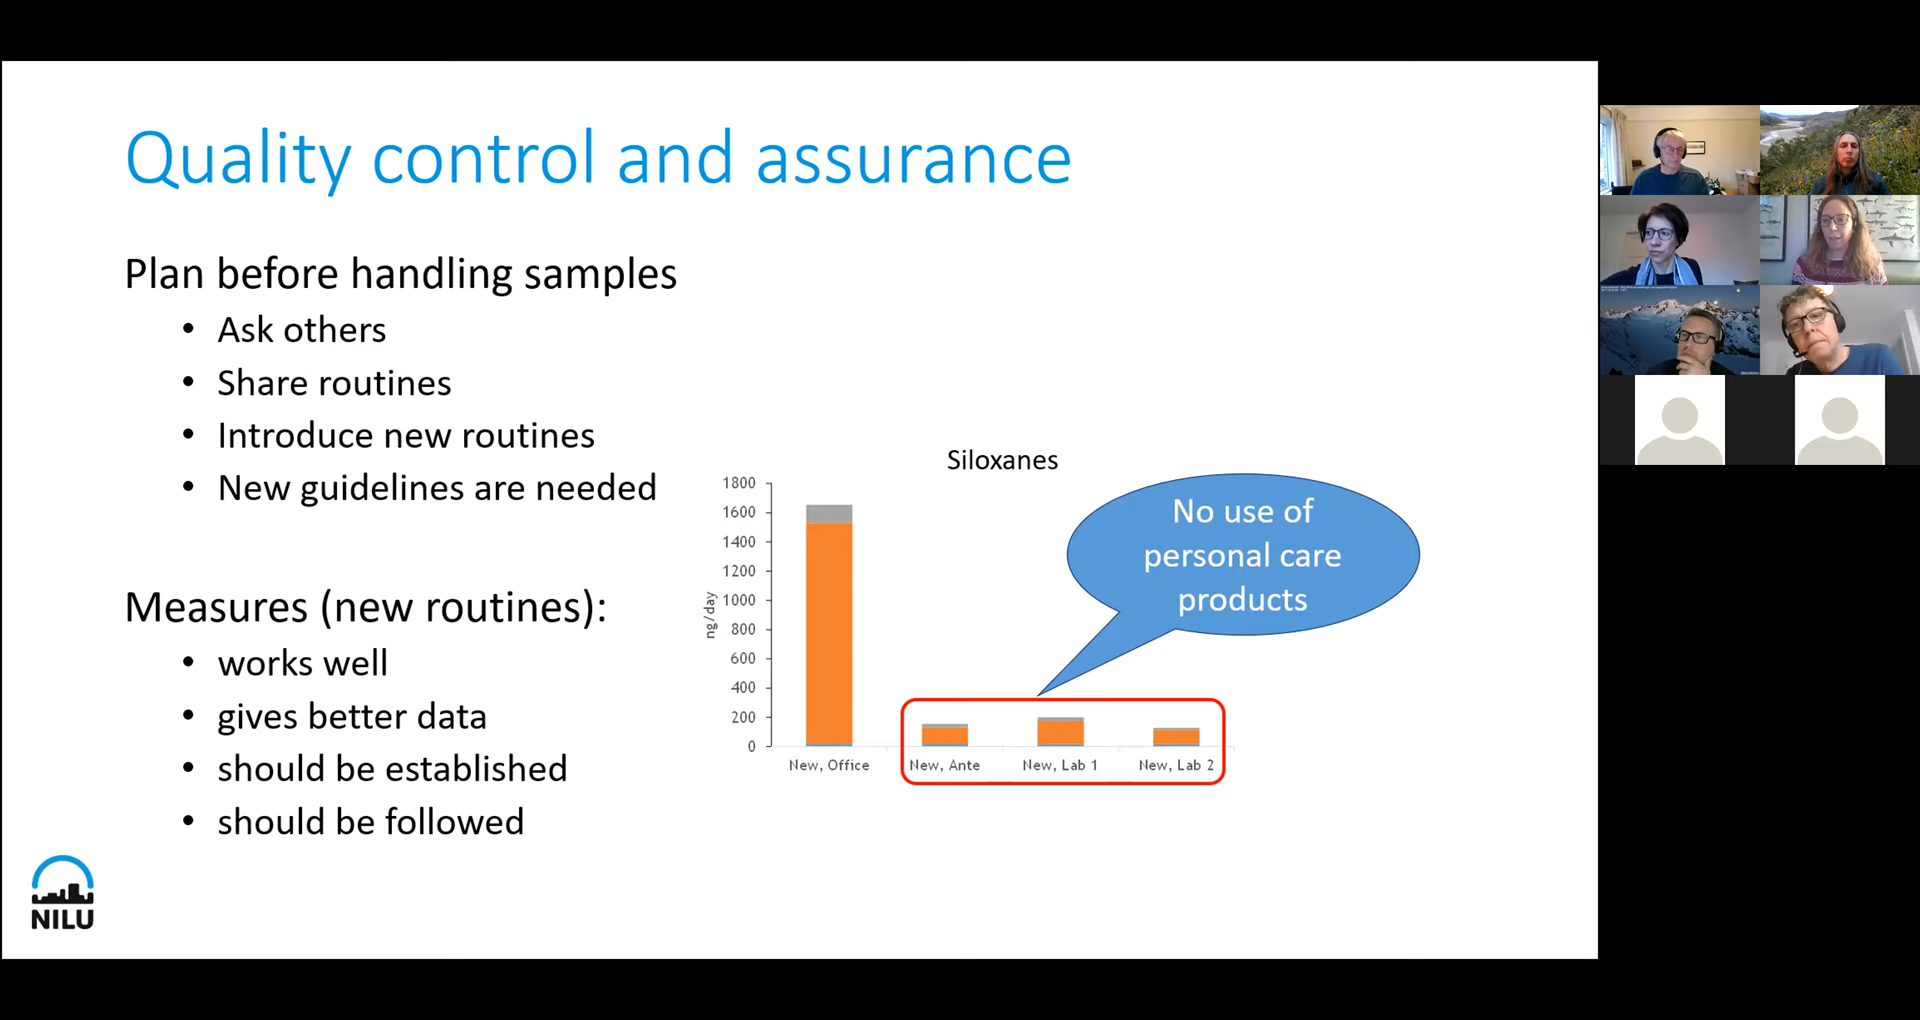 Quality control and assurance
Plan before handling samples
• Ask others
• Share routines
• Introduce new routines
• New guidelines are needed
Measures (new routines):
• works well
• gives better data
• should be established
• should be followed
Siloxanes
1800
1600
1400
1200
1000
800
600
400
200
0
ng/day
New, Office
New, Ante
New, Lab 1
New, Lab 2
No use of
personal care
products
NILU